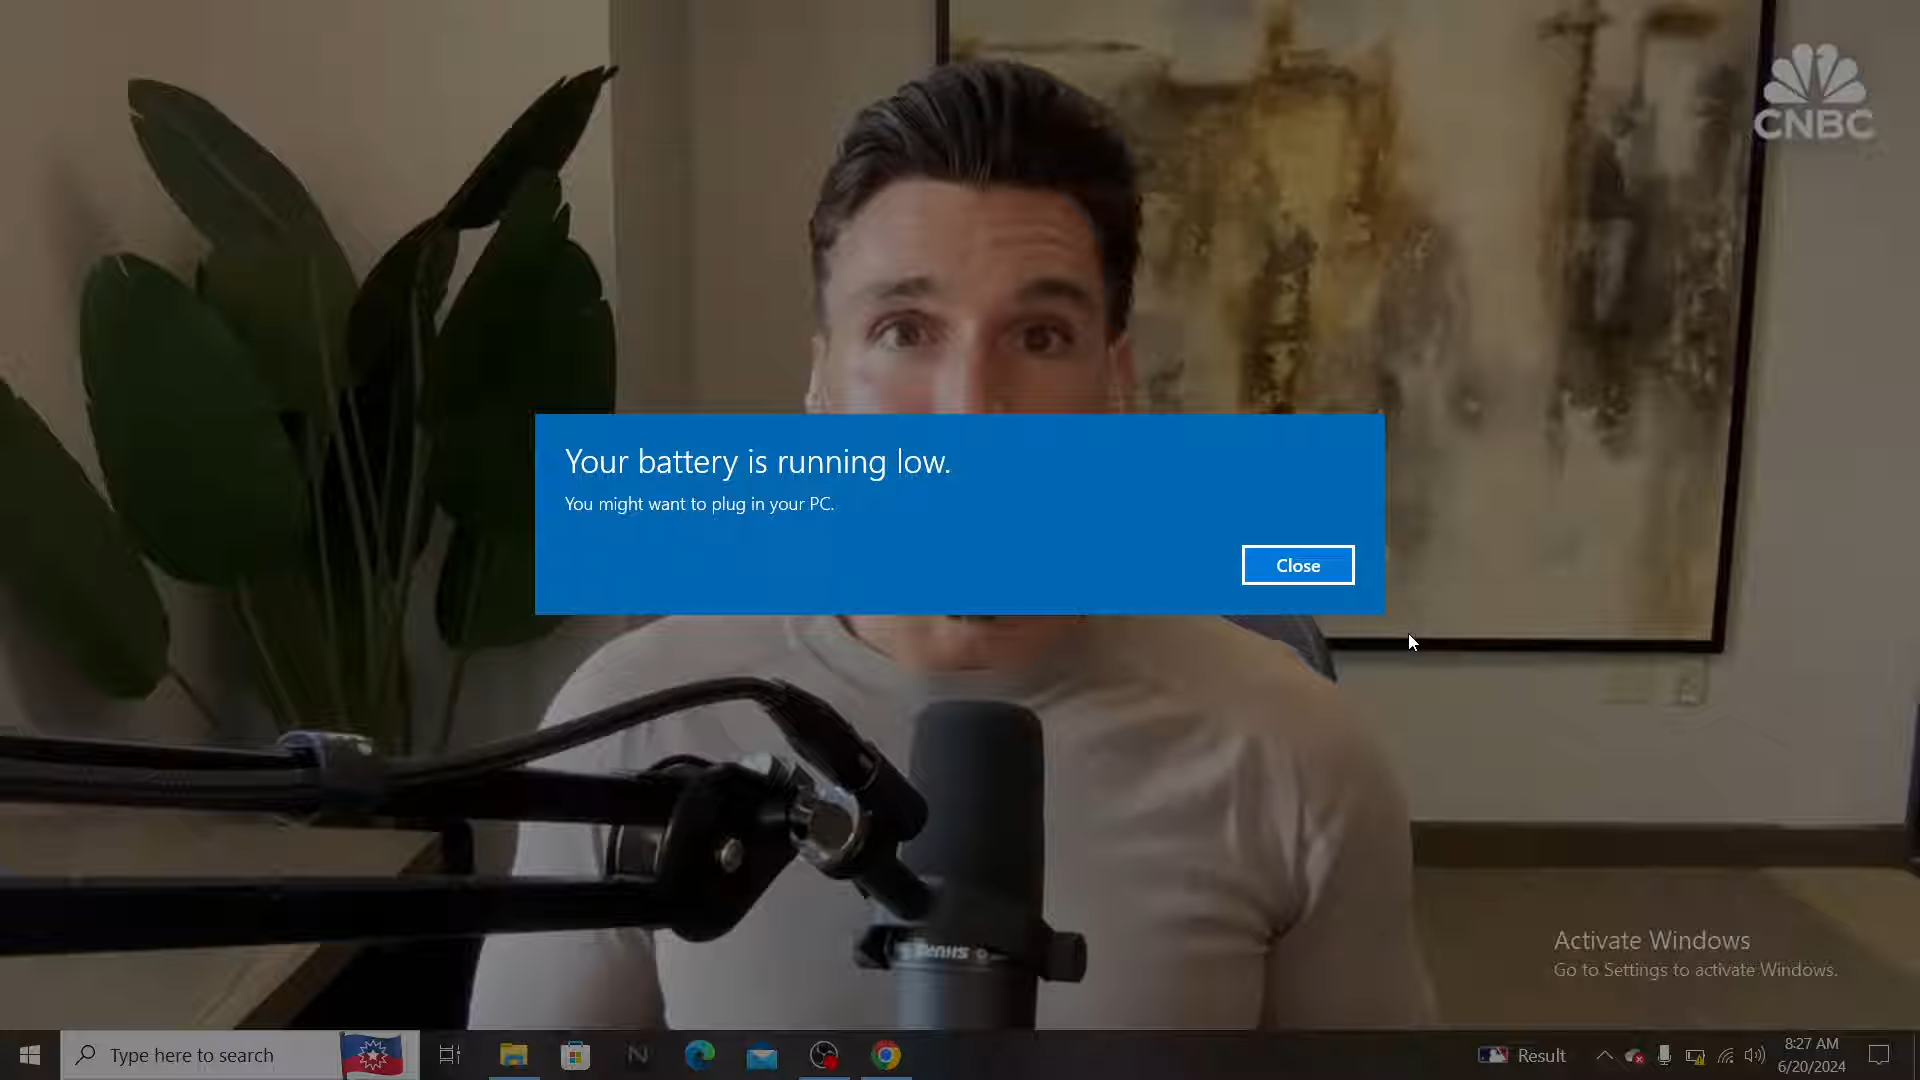 CNBC
Your battery is running low.
You might want to plug in your PC.
Close
Activate Windows
Go to Settings to activate Windows.
Type here to search
Result
8:27 AM
6/20/2024